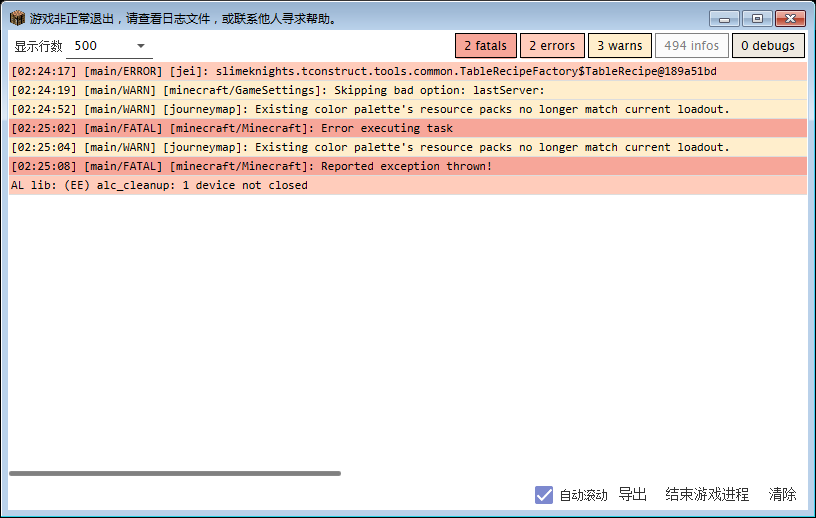 游戏非正常退出，请查看日志文件，或联系他人寻求帮助。
显示行数 500 2 fatals 2 errors 3 warns 494 infos 0 debugs
[02:24:17] [main/ERROR] [jei]: slimeknights.tconstruct.tools.common.TableRecipeFactory$TableRecipe@189a51bd
[02:24:19] [main/WARN] [minecraft/GameSettings]: Skipping bad option: lastServer:
[02:24:52] [main/WARN] [journeymap]: Existing color palette's resource packs no longer match current loadout.
[02:25:02] [main/FATAL] [minecraft/Minecraft]: Error executing task
[02:25:04] [main/WARN] [journeymap]: Existing color palette's resource packs no longer match current loadout.
[02:25:08] [main/FATAL] [minecraft/Minecraft]: Reported exception thrown!
AL lib: (EE) alc_cleanup: 1 device not closed
自动滚动 导出 结束游戏进程 清除